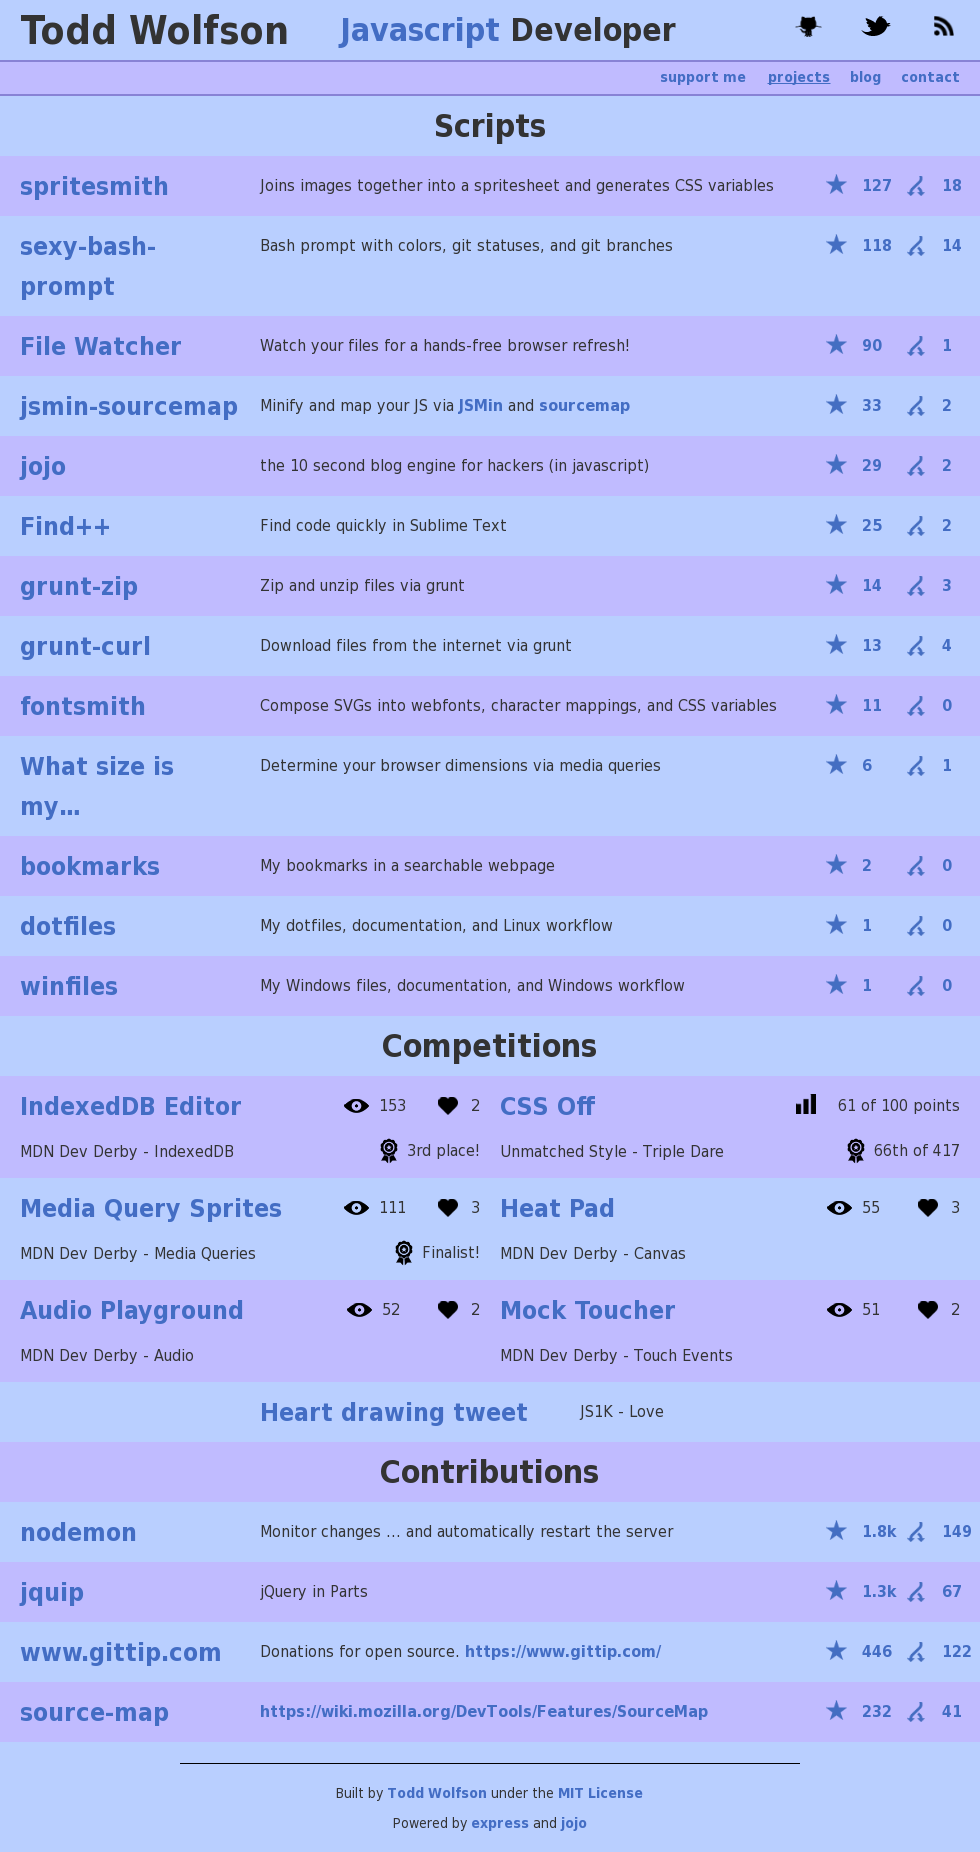 Todd Wolfson Javascript Developer
support me projects blog contact
Scripts
spritesmith Joins images together into a spritesheet and generates CSS variables 127 18
sexy-bash- Bash prompt with colors, git statuses, and git branches 118 14
prompt
File Watcher Watch your files for a hands-free browser refresh! 90 1
jsmin-sourcemap Minify and map your JS via JSMin and sourcemap 33 2
jojo the 10 second blog engine for hackers (in javascript) 29 2
Find++ Find code quickly in Sublime Text 25 2
grunt-zip Zip and unzip files via grunt 14 3
grunt-curl Download files from the internet via grunt 13 4
fontsmith Compose SVGs into webfonts, character mappings, and CSS variables 11 0
What size is Determine your browser dimensions via media queries 6 1
my...
bookmarks My bookmarks in a searchable webpage 2 0
dotfiles My dotfiles, documentation, and Linux workflow 1 0
winfiles My Windows files, documentation, and Windows workflow 1 0
Competitions
IndexedDB Editor 153 2
MDN Dev Derby - IndexedDB 3rd place!
CSS Off 61 of 100 points
Unmatched Style - Triple Dare 66th of 417
Media Query Sprites 111 3
MDN Dev Derby - Media Queries Finalist!
Heat Pad 55 3
MDN Dev Derby - Canvas
Audio Playground 52 2
MDN Dev Derby - Audio
Mock Toucher 51 2
MDN Dev Derby - Touch Events
Heart drawing tweet JS1K - Love
Contributions
nodemon Monitor changes ... and automatically restart the server 1.8k 149
jquip jQuery in Parts 1.3k 67
www.gittip.com Donations for open source. https://www.gittip.com/ 446 122
source-map https://wiki.mozilla.org/DevTools/Features/SourceMap 232 41
Built by Todd Wolfson under the MIT License
Powered by express and jojo